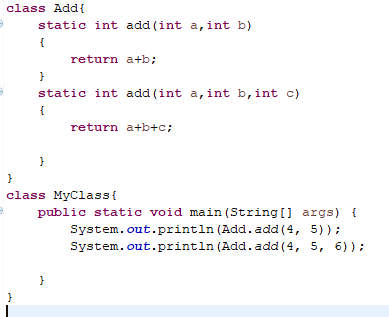 class Add{
static int add(int a,int b)
{
return a+b;
}
static int add(int a,int b,int c)
{
return a+b+c;
}
}
class MyClass{
public static void main(String[] args) {
System.out.println(Add.add(4, 5));
System.out.println(Add.add(4, 5, 6));
}
}